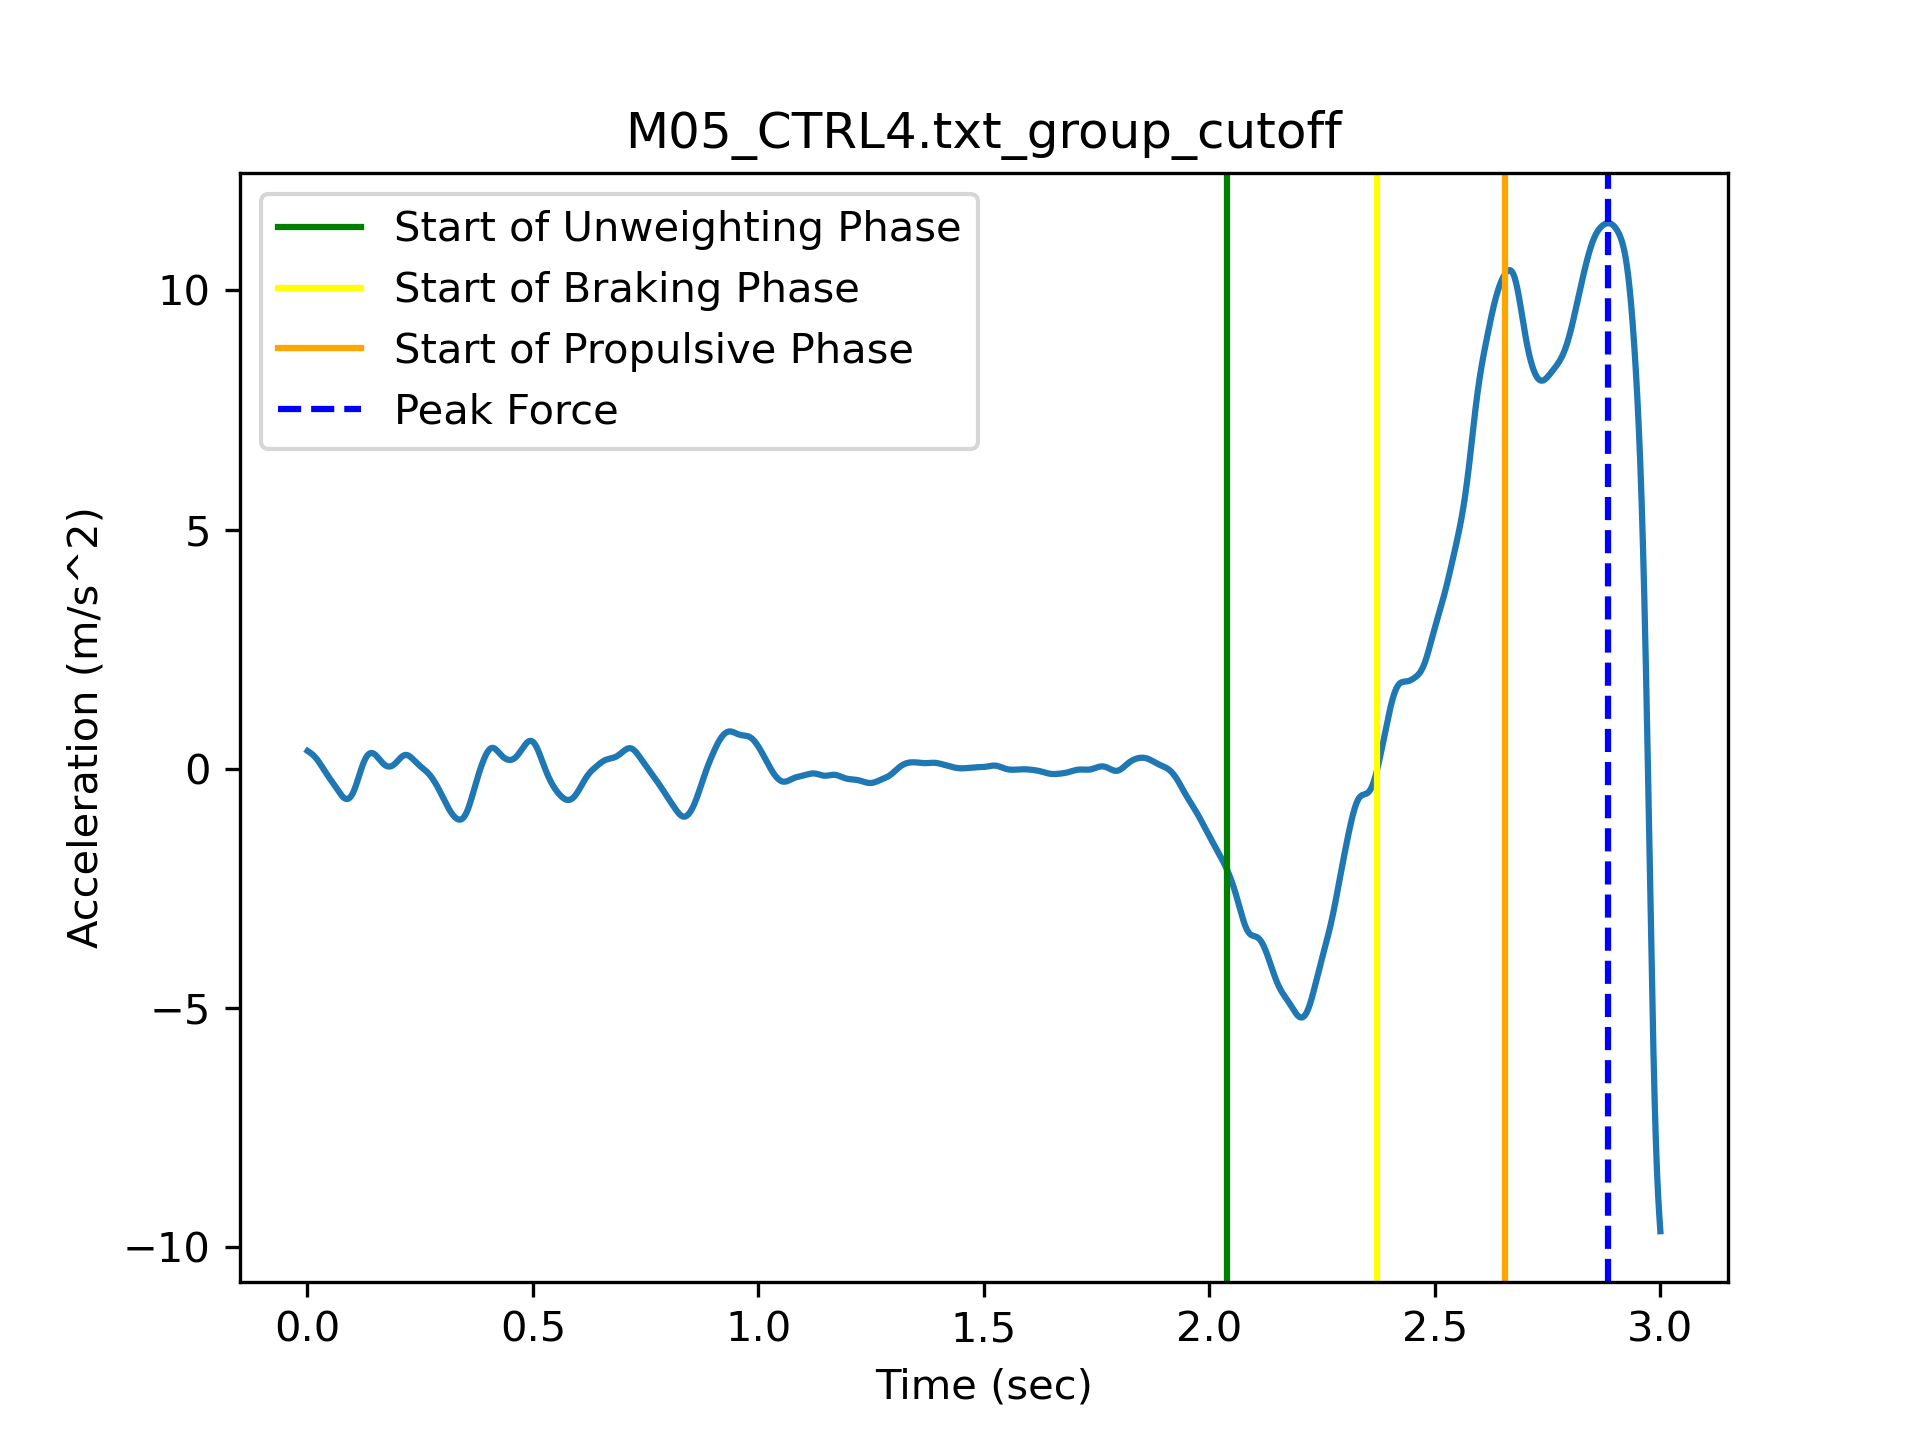 M05_CTRL4.txt_group_cutoff
Start of Unweighting Phase
Start of Braking Phase
Start of Propulsive Phase
Peak Force
Acceleration (m/s^2)
10
5
0
−5
−10
0.0 0.5 1.0 1.5 2.0 2.5 3.0
Time (sec)